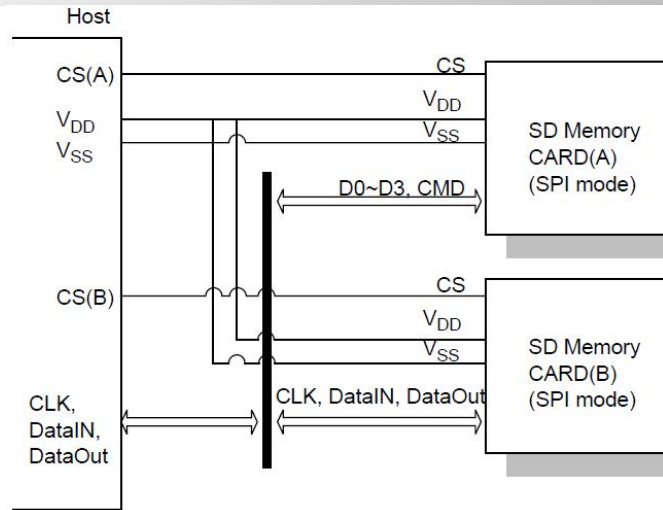 Host
CS(A)
CS
VDD
VDD
VSS
VSS
SD Memory
CARD(A)
(SPI mode)
D0~D3, CMD
CS(B)
CS
VDD
VSS
SD Memory
CARD(B)
(SPI mode)
CLK,
DataIN,
DataOut
CLK, DataIN, DataOut